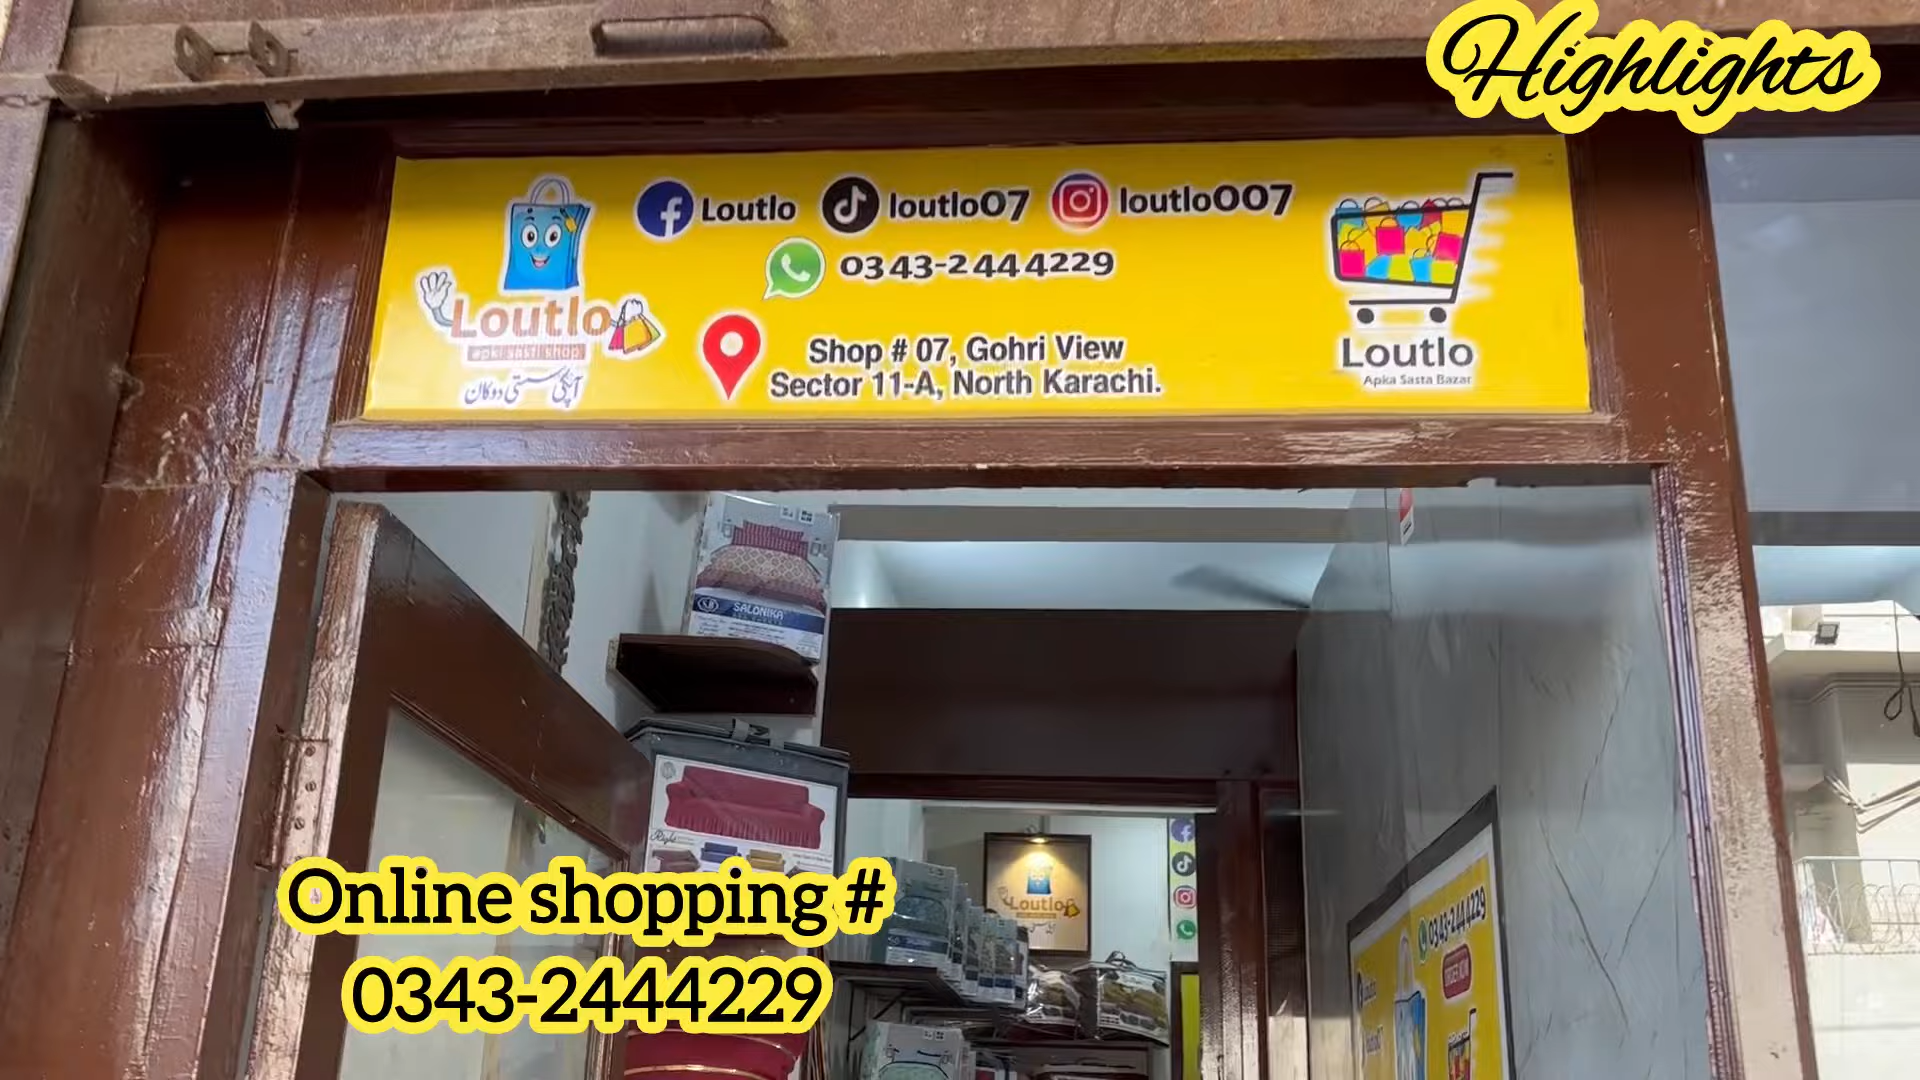 Highlights
Loutlo loutlo07 loutlo007
0343-2444229
Loutlo
apki sasti shop
آپکی سستی دوکان
Shop # 07, Gohri View
Sector 11-A, North Karachi.
Loutlo
Apka Sasta Bazar
SALONIKA
Loutlo
0343-2444229
Online shopping #
0343-2444229